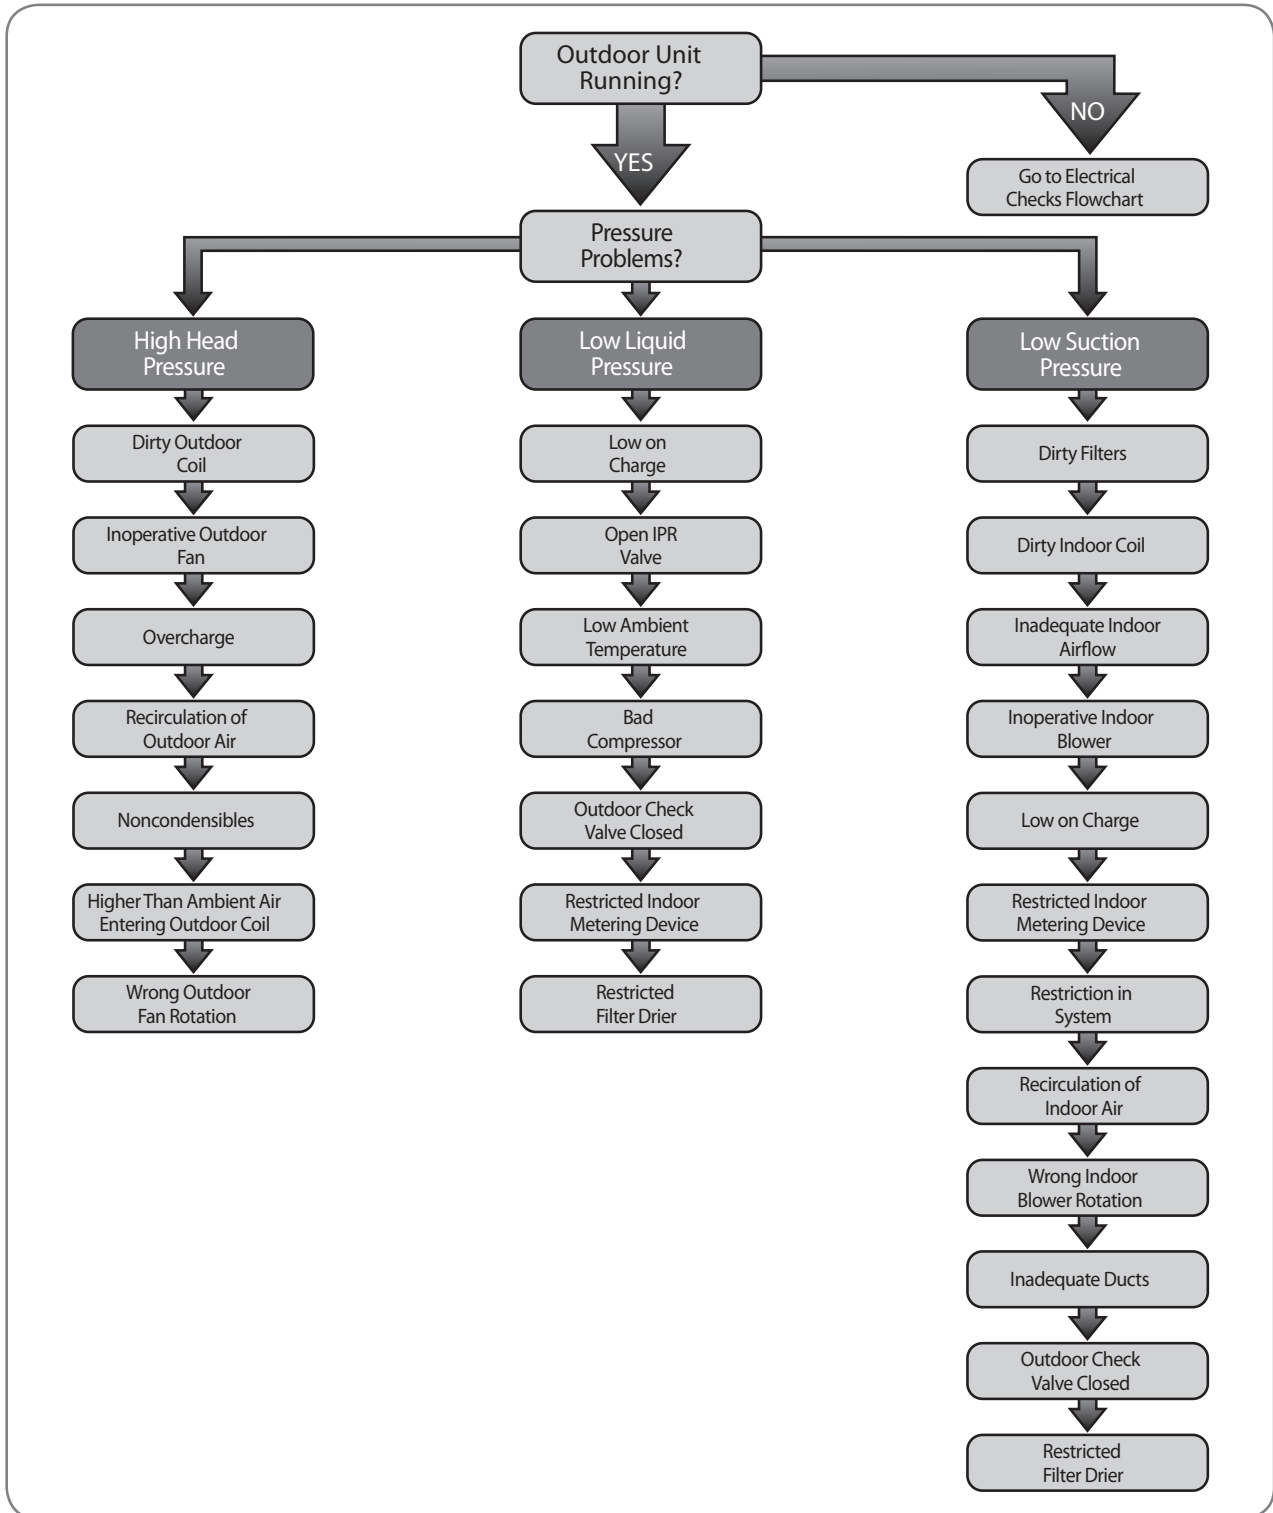 Outdoor Unit
Running?
NO
YES
Go to Electrical
Checks Flowchart
Pressure
Problems?
High Head
Pressure
Dirty Outdoor
Coil
Inoperative Outdoor
Fan
Overcharge
Recirculation of
Outdoor Air
Noncondensibles
Higher Than Ambient Air
Entering Outdoor Coil
Wrong Outdoor
Fan Rotation
Low Liquid
Pressure
Low on
Charge
Open IPR
Valve
Low Ambient
Temperature
Bad
Compressor
Outdoor Check
Valve Closed
Restricted Indoor
Metering Device
Restricted
Filter Drier
Low Suction
Pressure
Dirty Filters
Dirty Indoor Coil
Inadequate Indoor
Airflow
Inoperative Indoor
Blower
Low on Charge
Restricted Indoor
Metering Device
Restriction in
System
Recirculation of
Indoor Air
Wrong Indoor
Blower Rotation
Inadequate Ducts
Outdoor Check
Valve Closed
Restricted
Filter Drier